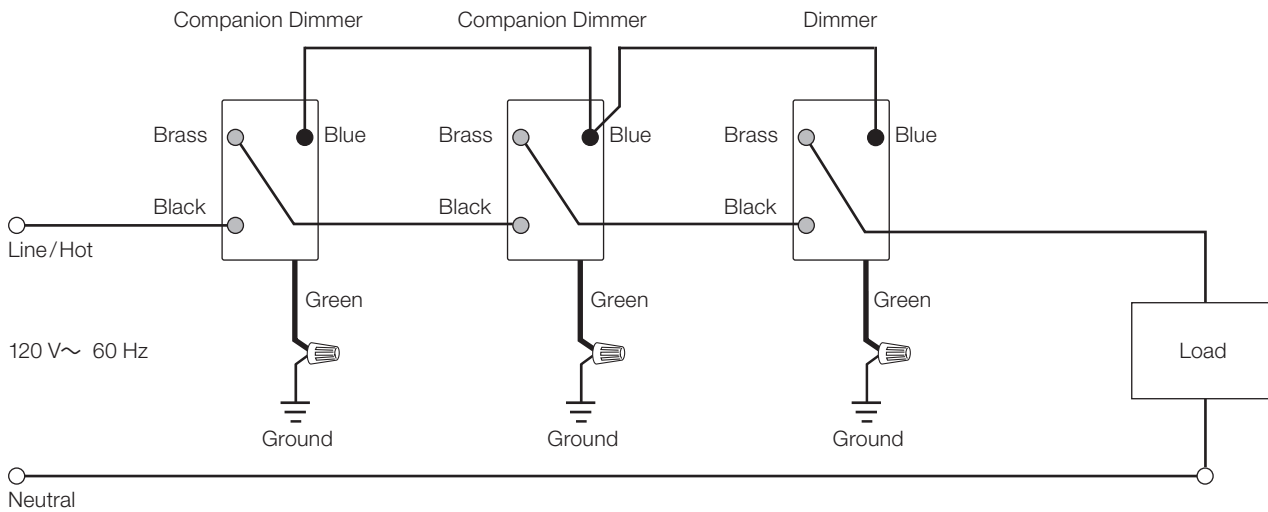 Companion Dimmer
Companion Dimmer
Dimmer
Brass
Blue
Brass
Blue
Brass
Blue
Black
Black
Black
Line/Hot
Green
Green
Green
120 V~ 60 Hz
Load
Ground
Ground
Ground
Neutral